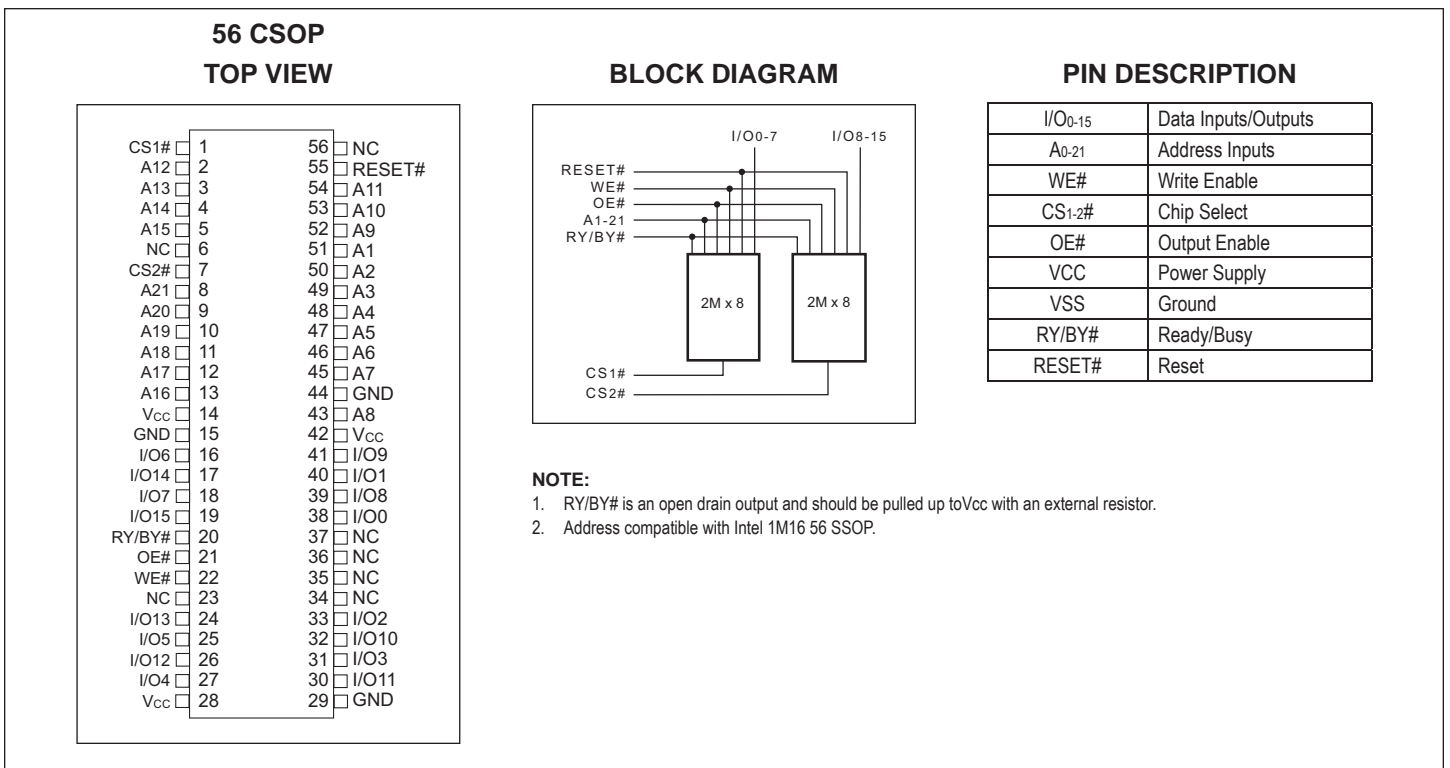 56 CSOP
TOP VIEW
CS1# 1 56 NC
A12 2 55 RESET#
A13 3 54 A11
A14 4 53 A10
A15 5 52 A9
NC 6 51 A1
CS2# 7 50 A2
A21 8 49 A3
A20 9 48 A4
A19 10 47 A5
A18 11 46 A6
A17 12 45 A7
A16 13 44 GND
Vcc 14 43 A8
GND 15 42 Vcc
I/O6 16 41 I/O9
I/O14 17 40 I/O1
I/O7 18 39 I/O8
I/O15 19 38 I/O0
RY/BY# 20 37 NC
OE# 21 36 NC
WE# 22 35 NC
NC 23 34 NC
I/O13 24 33 I/O2
I/O5 25 32 I/O10
I/O12 26 31 I/O3
I/O4 27 30 I/O11
Vcc 28 29 GND
BLOCK DIAGRAM
I/O0-7 I/O8-15
RESET#
WE#
OE#
A1-21
RY/BY#
2M x 8 2M x 8
CS1#
CS2#
PIN DESCRIPTION
I/O0-15 Data Inputs/Outputs
A0-21 Address Inputs
WE# Write Enable
CS1-2# Chip Select
OE# Output Enable
VCC Power Supply
VSS Ground
RY/BY# Ready/Busy
RESET# Reset
NOTE:
1. RY/BY# is an open drain output and should be pulled up toVcc with an external resistor.
2. Address compatible with Intel 1M16 56 SSOP.